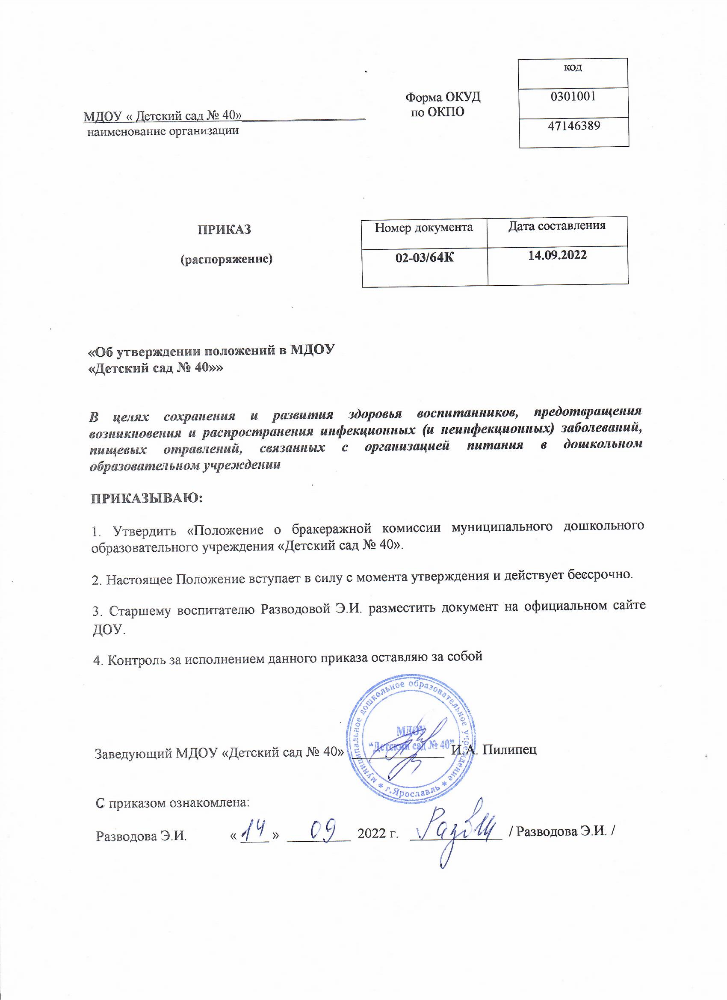 код
Форма ОКУД
0301001
по ОКПО
47146389
МДОУ « Детский сад № 40»
наименование организации
ПРИКАЗ
(распоряжение)
Номер документа
Дата составления
02-03/64К
14.09.2022
«Об утверждении положений в МДОУ
«Детский сад № 40»»
В целях сохранения и развития здоровья воспитанников, предотвращения
возникновения и распространения инфекционных (и неинфекционных) заболеваний,
пищевых отравлений, связанных с организацией питания в дошкольном
образовательном учреждении
ПРИКАЗЫВАЮ:
1. Утвердить «Положение о бракеражной комиссии муниципального дошкольного
образовательного учреждения «Детский сад № 40».
2. Настоящее Положение вступает в силу с момента утверждения и действует бессрочно.
3. Старшему воспитателю Разводовой Э.И. разместить документ на официальном сайте
ДОУ.
4. Контроль за исполнением данного приказа оставляю за собой
Заведующий МДОУ «Детский сад № 40» И.А. Пилипец
муниципальное дошкольное образовательное учреждение * г.Ярославль *
МДОУ
“Детский сад № 40”
С приказом ознакомлена:
Разводова Э.И. « 14 » 09 2022 г. / Разводова Э.И. /